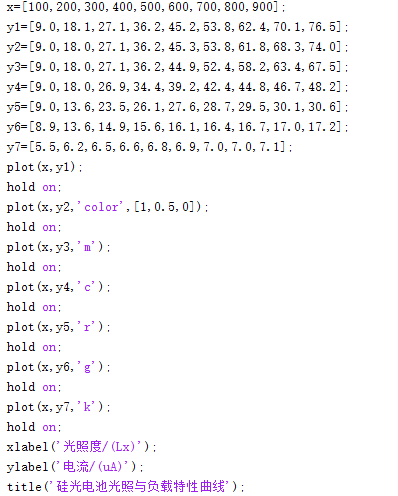 x=[100,200,300,400,500,600,700,800,900];
y1=[9.0,18.1,27.1,36.2,45.2,53.8,62.4,70.1,76.5];
y2=[9.0,18.0,27.1,36.2,45.3,53.8,61.8,68.3,74.0];
y3=[9.0,18.0,27.1,36.2,44.9,52.4,58.2,63.4,67.5];
y4=[9.0,18.0,26.9,34.4,39.2,42.4,44.8,46.7,48.2];
y5=[9.0,13.6,23.5,26.1,27.6,28.7,29.5,30.1,30.6];
y6=[8.9,13.6,14.9,15.6,16.1,16.4,16.7,17.0,17.2];
y7=[5.5,6.2,6.5,6.6,6.8,6.9,7.0,7.0,7.1];
plot(x,y1);
hold on;
plot(x,y2,'color',[1,0.5,0]);
hold on;
plot(x,y3,'m');
hold on;
plot(x,y4,'c');
hold on;
plot(x,y5,'r');
hold on;
plot(x,y6,'g');
hold on;
plot(x,y7,'k');
hold on;
xlabel('光照度/(Lx)');
ylabel('电流/(uA)');
title('硅光电池光照与负载特性曲线');